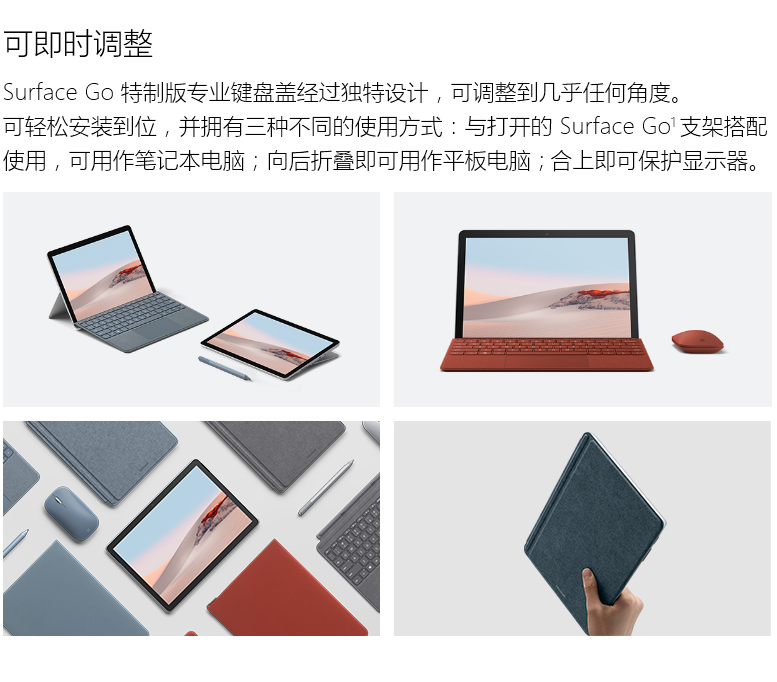 可即时调整
Surface Go 特制版专业键盘盖经过独特设计，可调整到几乎任何角度。
可轻松安装到位，并拥有三种不同的使用方式：与打开的 Surface Go¹ 支架搭配
使用，可用作笔记本电脑；向后折叠即可用作平板电脑；合上即可保护显示器。